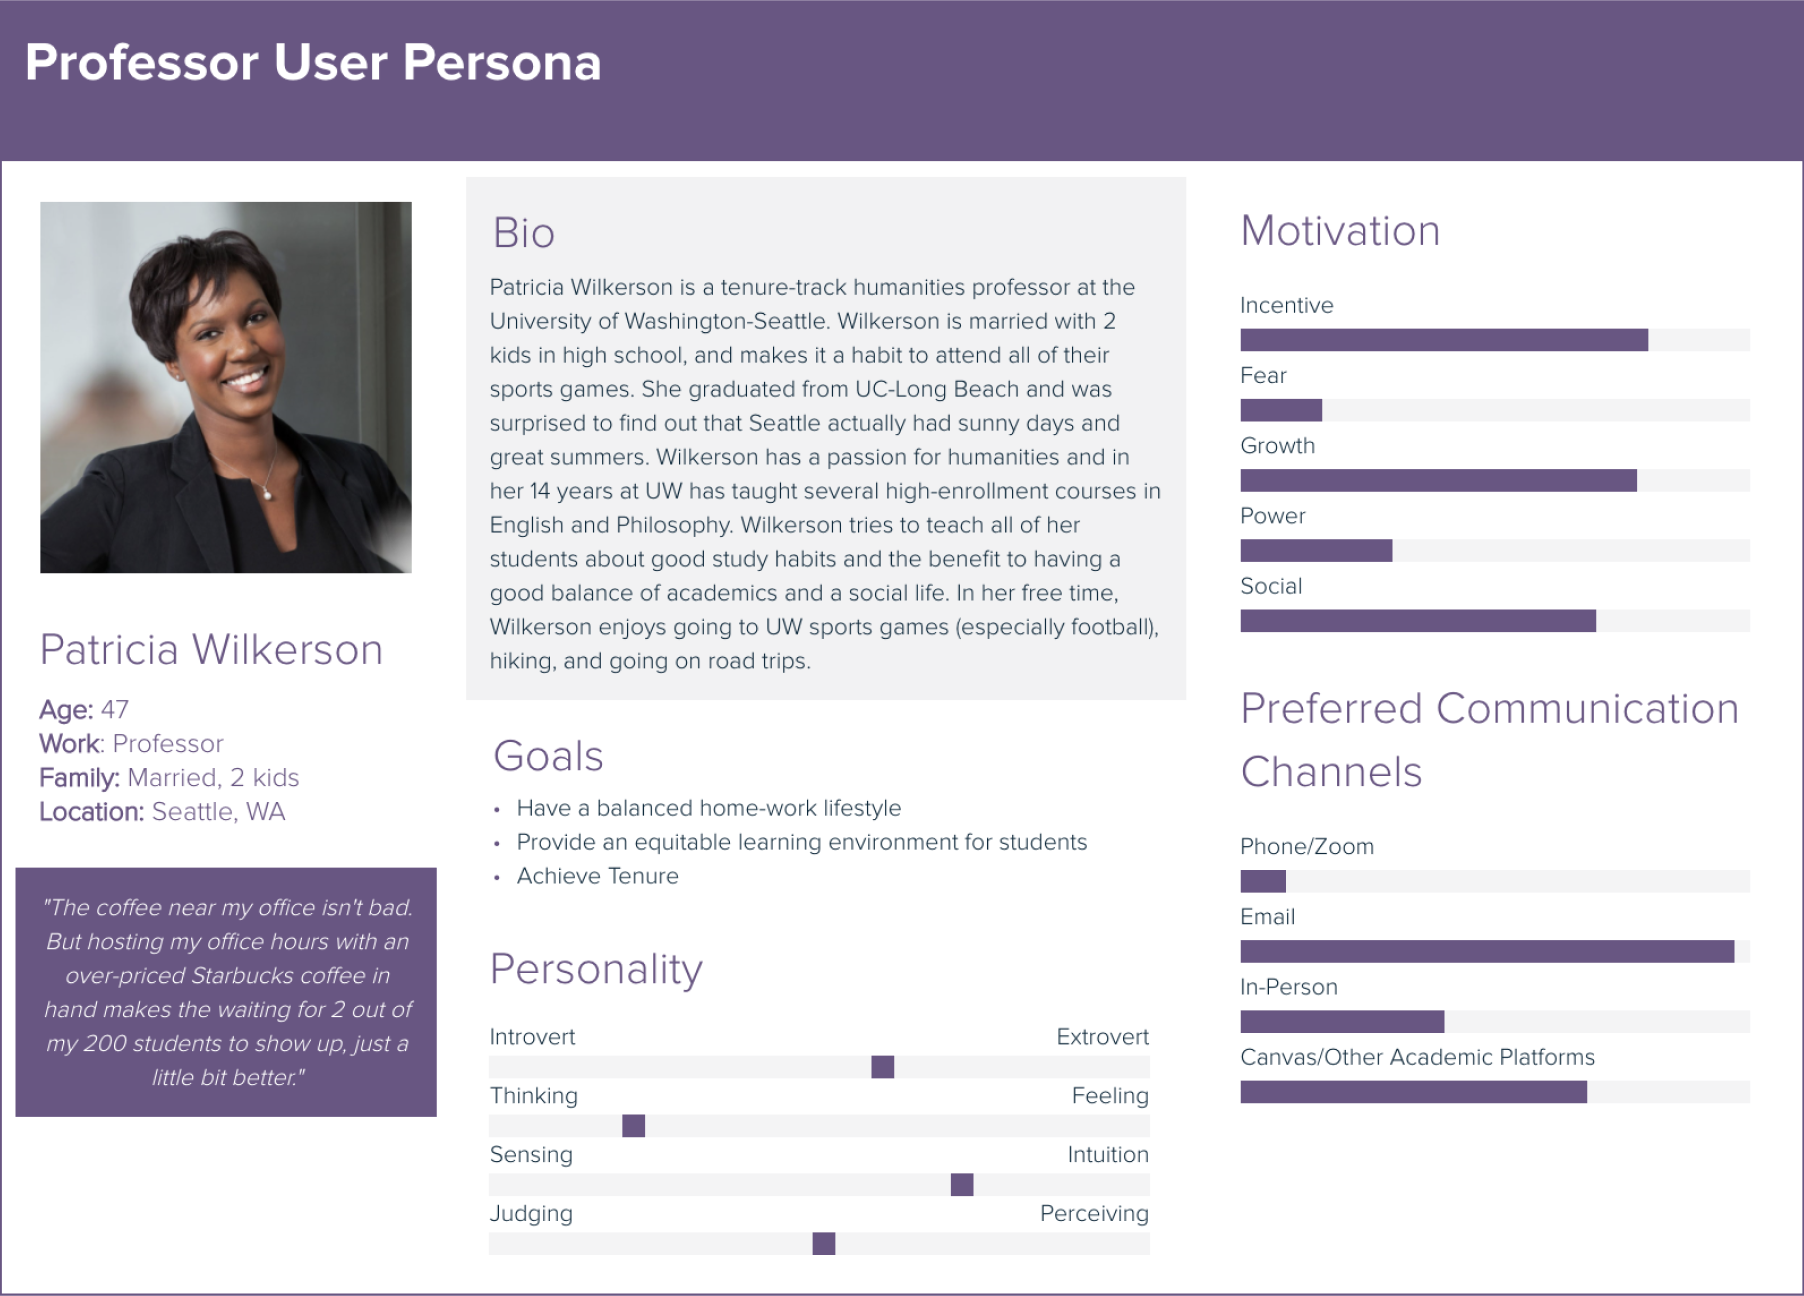 Professor User Persona
Patricia Wilkerson
Age: 47
Work: Professor
Family: Married, 2 kids
Location: Seattle, WA
"The coffee near my office isn't bad.
But hosting my office hours with an
over-priced Starbucks coffee in
hand makes the waiting for 2 out of
my 200 students to show up, just a
little bit better."
Bio
Patricia Wilkerson is a tenure-track humanities professor at the
University of Washington-Seattle. Wilkerson is married with 2
kids in high school, and makes it a habit to attend all of their
sports games. She graduated from UC-Long Beach and was
surprised to find out that Seattle actually had sunny days and
great summers. Wilkerson has a passion for humanities and in
her 14 years at UW has taught several high-enrollment courses in
English and Philosophy. Wilkerson tries to teach all of her
students about good study habits and the benefit to having a
good balance of academics and a social life. In her free time,
Wilkerson enjoys going to UW sports games (especially football),
hiking, and going on road trips.
Goals
• Have a balanced home-work lifestyle
• Provide an equitable learning environment for students
• Achieve Tenure
Personality
Introvert Extrovert
Thinking Feeling
Sensing Intuition
Judging Perceiving
Motivation
Incentive
Fear
Growth
Power
Social
Preferred Communication
Channels
Phone/Zoom
Email
In-Person
Canvas/Other Academic Platforms